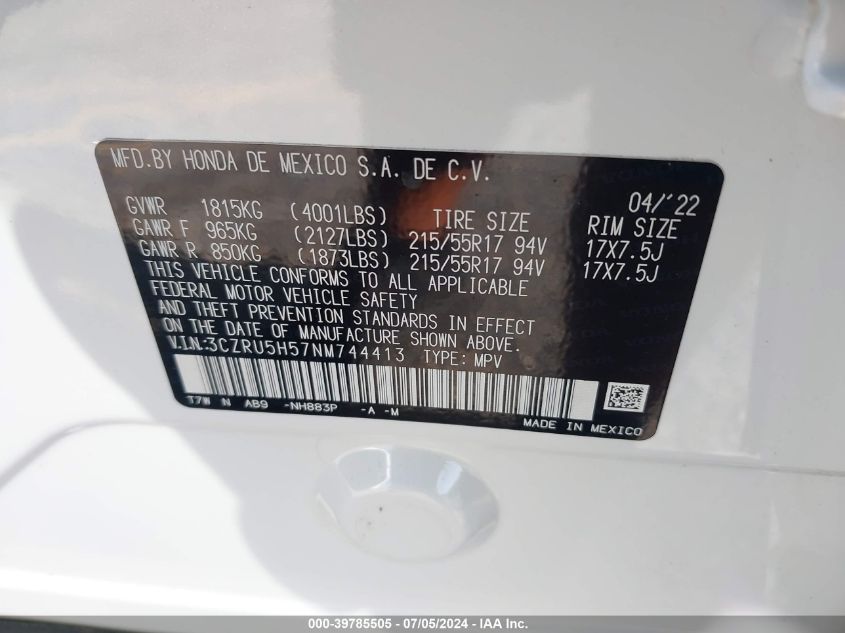 MFD.BY HONDA DE MEXICO S.A. DE C.V.
04/'22
GVWR 1815KG (4001LBS) TIRE SIZE RIM SIZE
GAWR F 965KG (2127LBS) 215/55R17 94V 17X7.5J
GAWR R 850KG (1873LBS) 215/55R17 94V 17X7.5J
THIS VEHICLE CONFORMS TO ALL APPLICABLE
FEDERAL MOTOR VEHICLE SAFETY
AND THEFT PREVENTION STANDARDS IN EFFECT
ON THE DATE OF MANUFACTURE SHOWN ABOVE.
V.I.N:3CZRU5H57NM744413 TYPE: MPV
T7W N AB9 -NH883P -A -M
MADE IN MEXICO
000-39785505 - 07/05/2024 - IAA Inc.